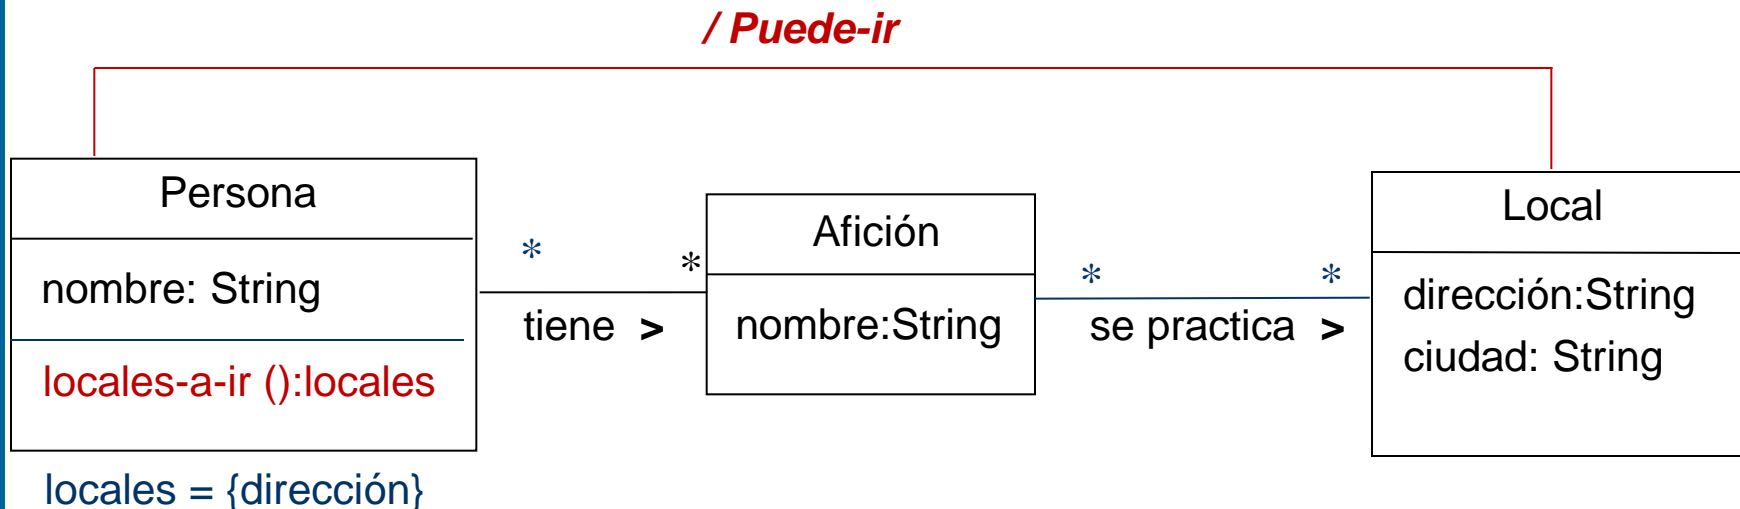 / Puede-ir
Persona
nombre: String
locales-a-ir ():locales
locales = {dirección}
*
*
tiene >
Afición
nombre:String
*
*
se practica >
Local
dirección:String
ciudad: String